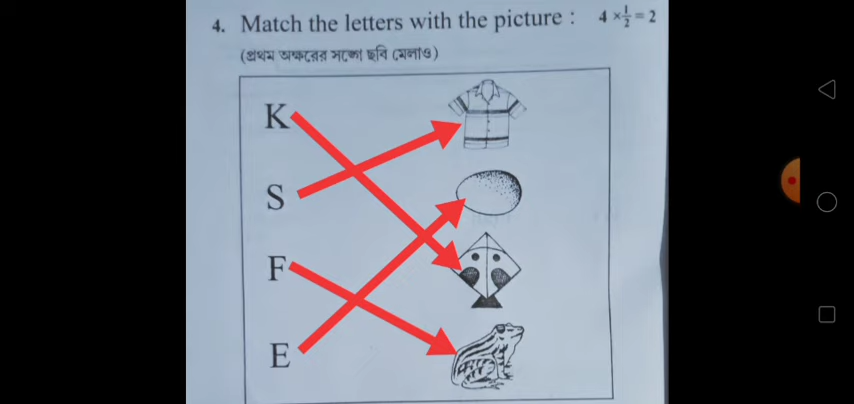 4. Match the letters with the picture : 4 × 1/2 = 2
(প্রথম অক্ষরের সঙ্গে ছবি মেলাও)
K
S
F
E